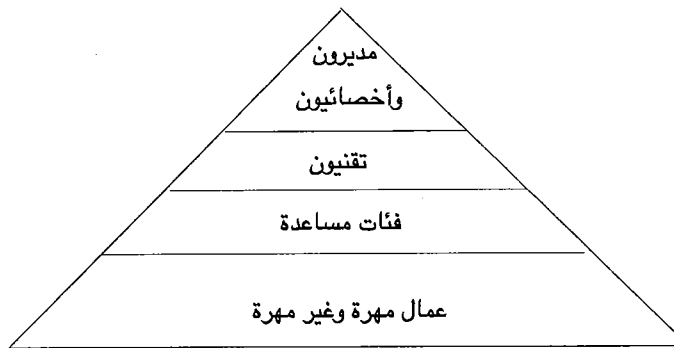 مديرون
وأخصائيون
تقنيون
فئات مساعدة
عمال مهرة وغير مهرة